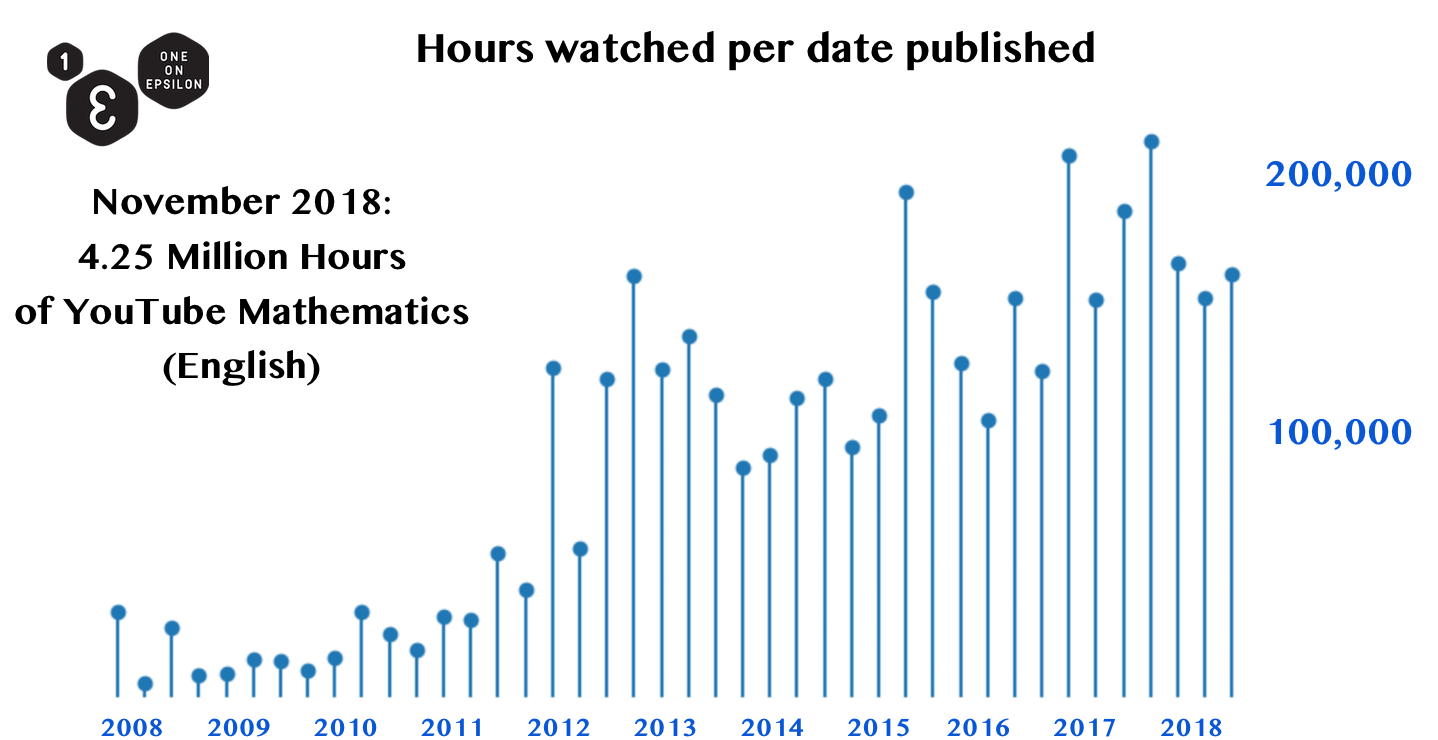 1
ε
ONE
ON
EPSILON
Hours watched per date published
November 2018:
4.25 Million Hours
of YouTube Mathematics
(English)
200,000
100,000
2008 2009 2010 2011 2012 2013 2014 2015 2016 2017 2018